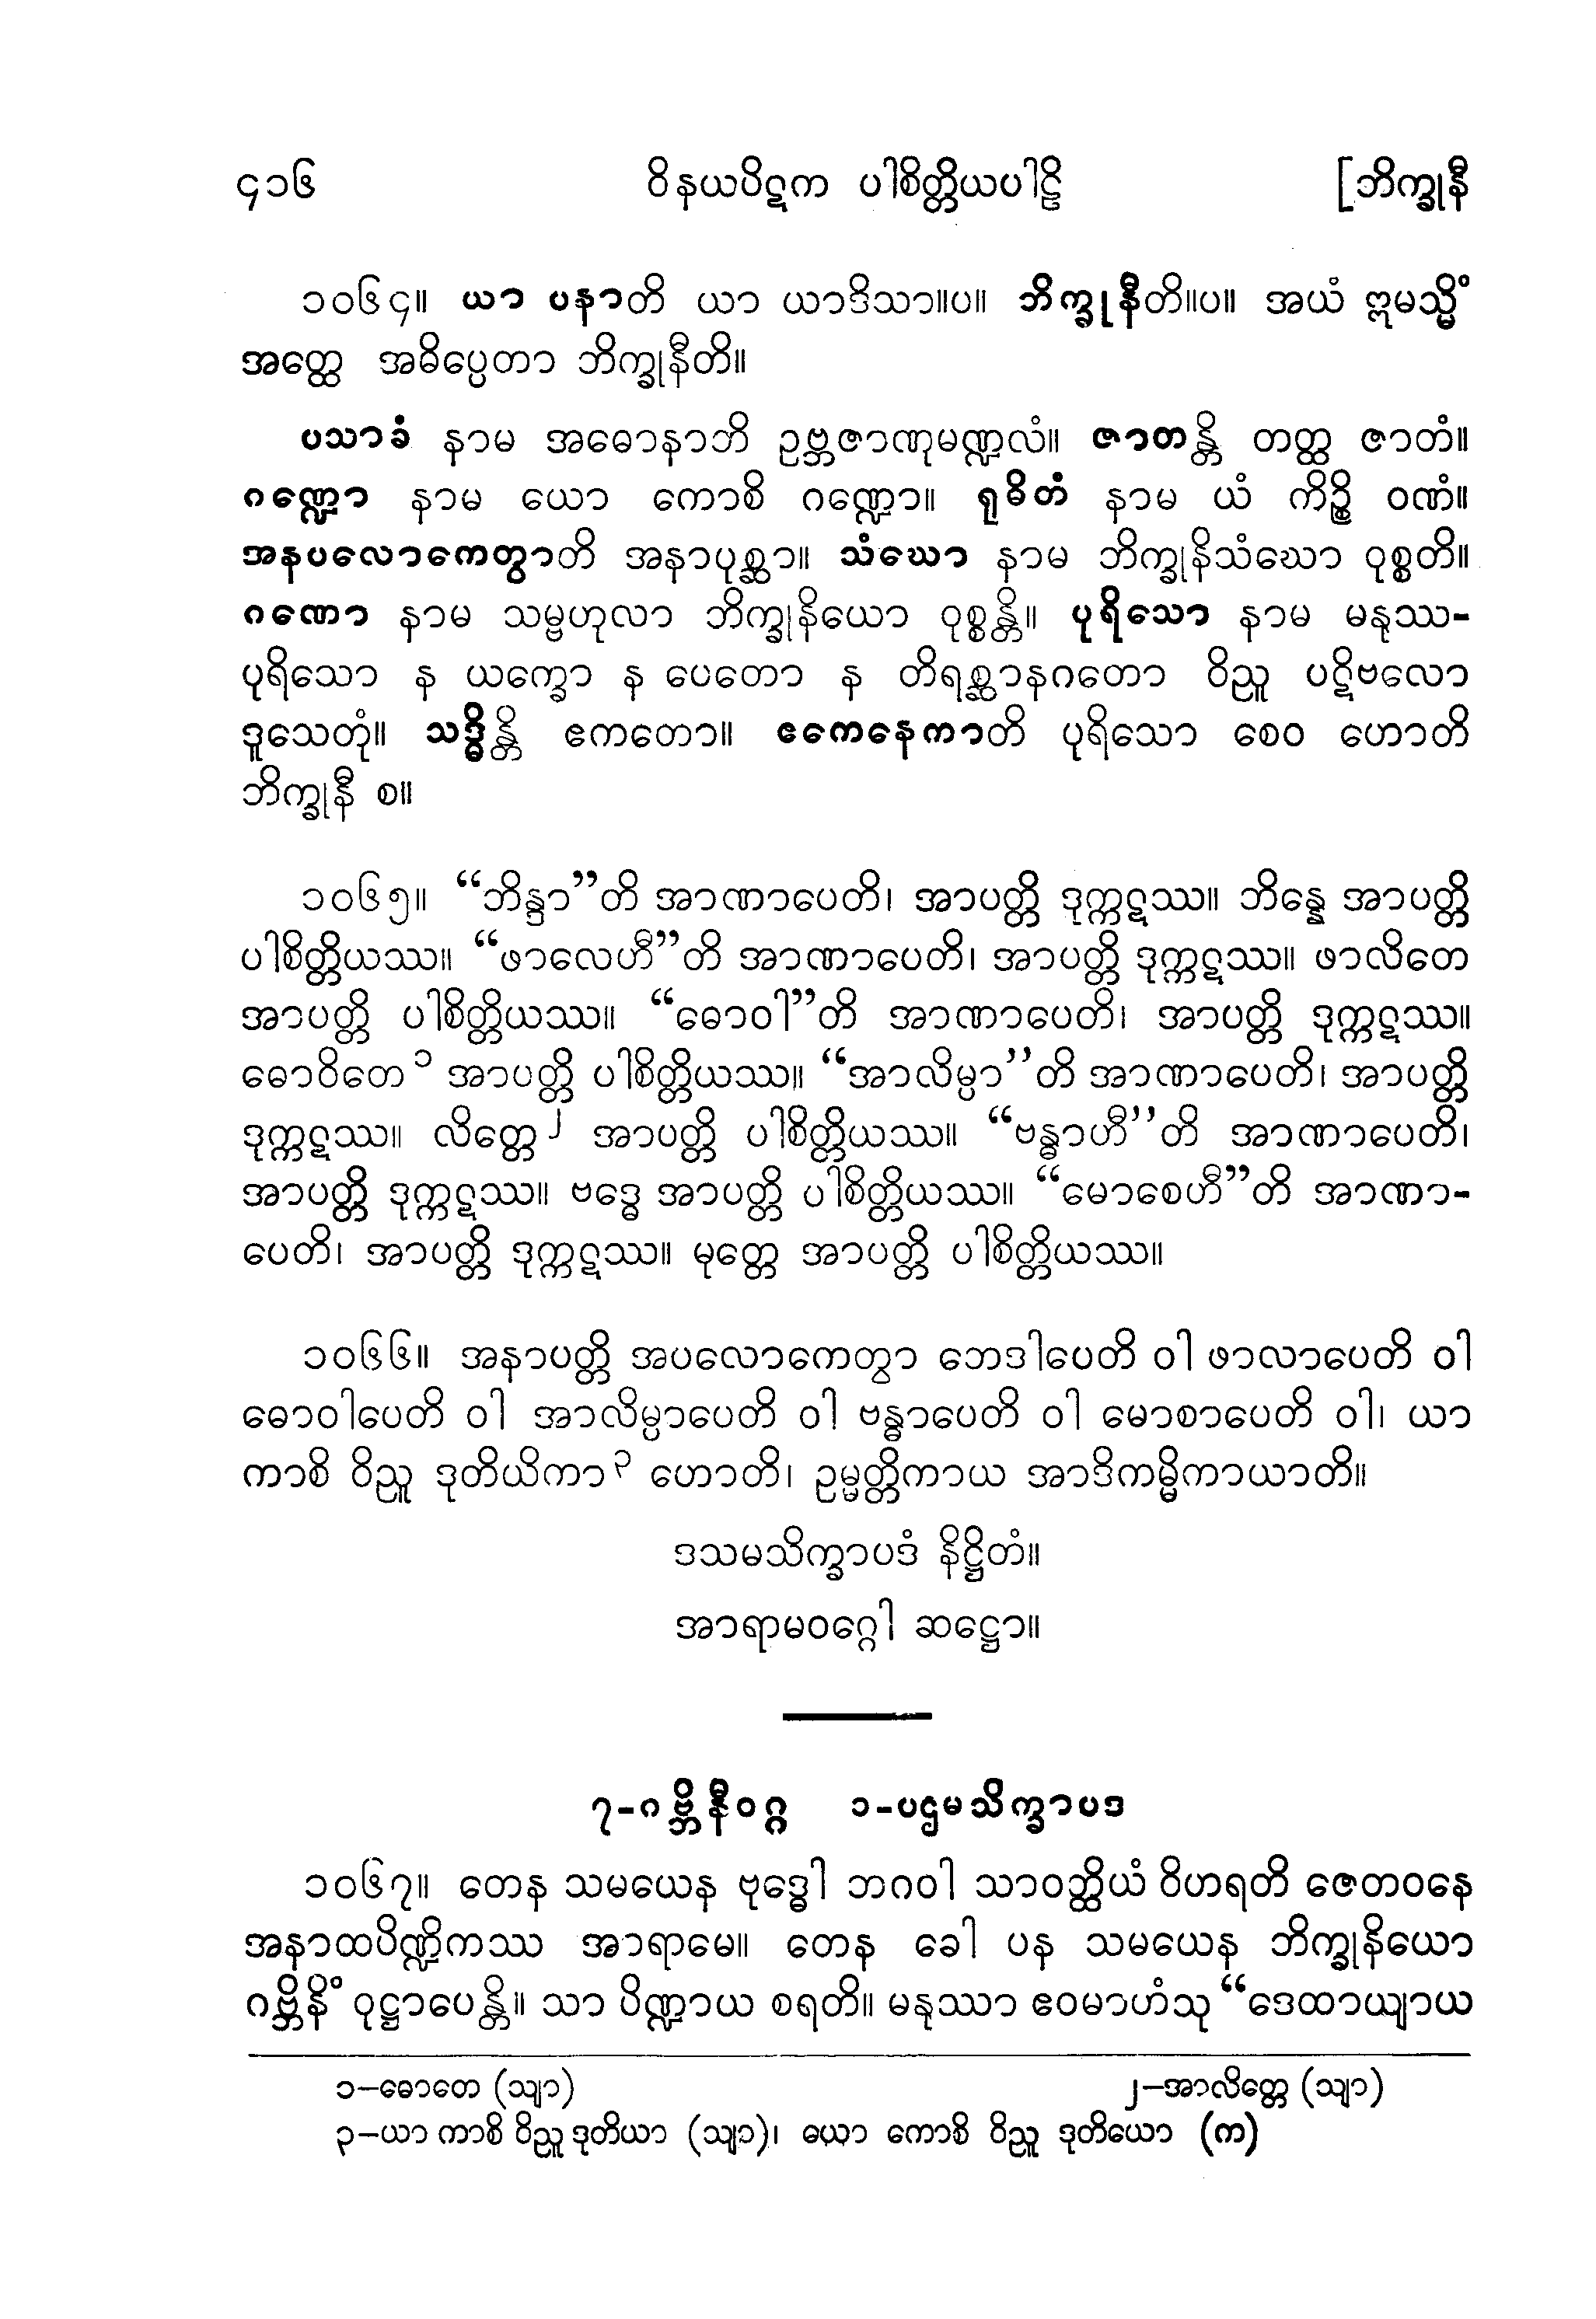 ၄၁၆ ဝိနယပိဋက ပါစိတ္တိယပါဠိ [ဘိက္ခုနီ
၁၀၆၄။ ယာ ပနာတိ ယာ ယာဒိသာ။ပ။ ဘိက္ခုနီတိ။ပ။ အယံ ဣမသ္မိံ
အတ္ထေ အဓိပ္ပေတာ ဘိက္ခုနီတိ။
ပသာခံ နာမ အဓောနာဘိ ဥဗ္ဘဇာဏုမဏ္ဍလံ။ ဇာတန္တိ တတ္ထ ဇာတံ။
ဂဏ္ဍော နာမ ယော ကောစိ ဂဏ္ဍော။ ရုဓိတံ နာမ ယံ ကိဉ္စိ ဝဏံ။
အနပလောကေတွာတိ အနာပုစ္ဆာ။ သံဃော နာမ ဘိက္ခုနိသံဃော ဝုစ္စတိ။
ဂဏော နာမ သမ္ဗဟုလာ ဘိက္ခုနိယော ဝုစ္စန္တိ။ ပုရိသော နာမ မနုဿ-
ပုရိသော န ယက္ခော န ပေတော န တိရစ္ဆာနဂတော ဝိညူ ပဋိဗလော
ဒူသေတုံ။ သဒ္ဓိန္တိ ဧကတော။ ဧကေနေကာတိ ပုရိသော စေဝ ဟောတိ
ဘိက္ခုနီ စ။
၁၀၆၅။ “ဘိန္ဒာ”တိ အာဏာပေတိ၊ အာပတ္တိ ဒုက္ကဋဿ။ ဘိန္နေ အာပတ္တိ
ပါစိတ္တိယဿ။ “ဖာလေဟီ”တိ အာဏာပေတိ၊ အာပတ္တိ ဒုက္ကဋဿ။ ဖာလိတေ
အာပတ္တိ ပါစိတ္တိယဿ။ “ဓောဝါ”တိ အာဏာပေတိ၊ အာပတ္တိ ဒုက္ကဋဿ။
ဓောဝိတေ ၁ အာပတ္တိ ပါစိတ္တိယဿ။ “အာလိမ္ပာ”တိ အာဏာပေတိ၊ အာပတ္တိ
ဒုက္ကဋဿ။ လိတ္တေ ၂ အာပတ္တိ ပါစိတ္တိယဿ။ “ဗန္ဓာဟီ”တိ အာဏာပေတိ၊
အာပတ္တိ ဒုက္ကဋဿ။ ဗဒ္ဓေ အာပတ္တိ ပါစိတ္တိယဿ။ “မောစေဟီ”တိ အာဏာ-
ပေတိ၊ အာပတ္တိ ဒုက္ကဋဿ။ မုတ္တေ အာပတ္တိ ပါစိတ္တိယဿ။
၁၀၆၆။ အနာပတ္တိ အပလောကေတွာ ဘေဒါပေတိ ဝါ ဖာလာပေတိ ဝါ
ဓောဝါပေတိ ဝါ အာလိမ္ပာပေတိ ဝါ ဗန္ဓာပေတိ ဝါ မောစာပေတိ ဝါ၊ ယာ
ကာစိ ဝိညူ ဒုတိယိကာ ၃ ဟောတိ၊ ဥမ္မတ္တိကာယ အာဒိကမ္မိကာယာတိ။
ဒသမသိက္ခာပဒံ နိဋ္ဌိတံ။
အာရာမဝဂ္ဂေါ ဆဋ္ဌော။
၇-ဂဗ္ဘိနီဝဂ္ဂ ၁-ပဌမသိက္ခာပဒ
၁၀၆၇။ တေန သမယေန ဗုဒ္ဓေါ ဘဂဝါ သာဝတ္ထိယံ ဝိဟရတိ ဇေတဝနေ
အနာထပိဏ္ဍိကဿ အာရာမေ။ တေန ခေါ ပန သမယေန ဘိက္ခုနိယော
ဂဗ္ဘိနိံ ဝုဋ္ဌာပေန္တိ။ သာ ပိဏ္ဍာယ စရတိ။ မနုဿာ ဧဝမာဟံသု “ဒေထာယျာယ
၁-ဓောတေ (သျာ) ၂-အာလိတ္တေ (သျာ)
၃-ယာ ကာစိ ဝိညူ ဒုတိယာ (သျာ)၊ ယော ကောစိ ဝိညူ ဒုတိယော (က)